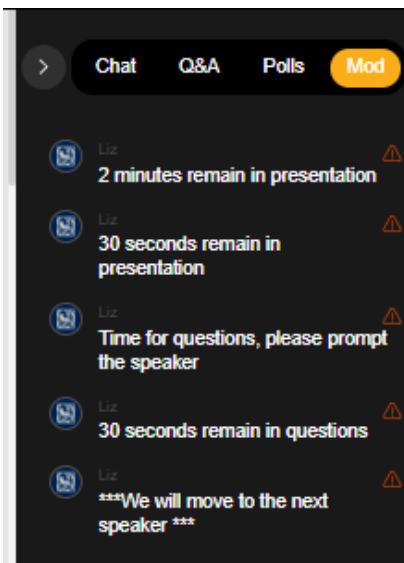 Chat Q&A Polls Mod
Liz
2 minutes remain in presentation
Liz
30 seconds remain in
presentation
Liz
Time for questions, please prompt
the speaker
Liz
30 seconds remain in questions
Liz
***We will move to the next
speaker ***